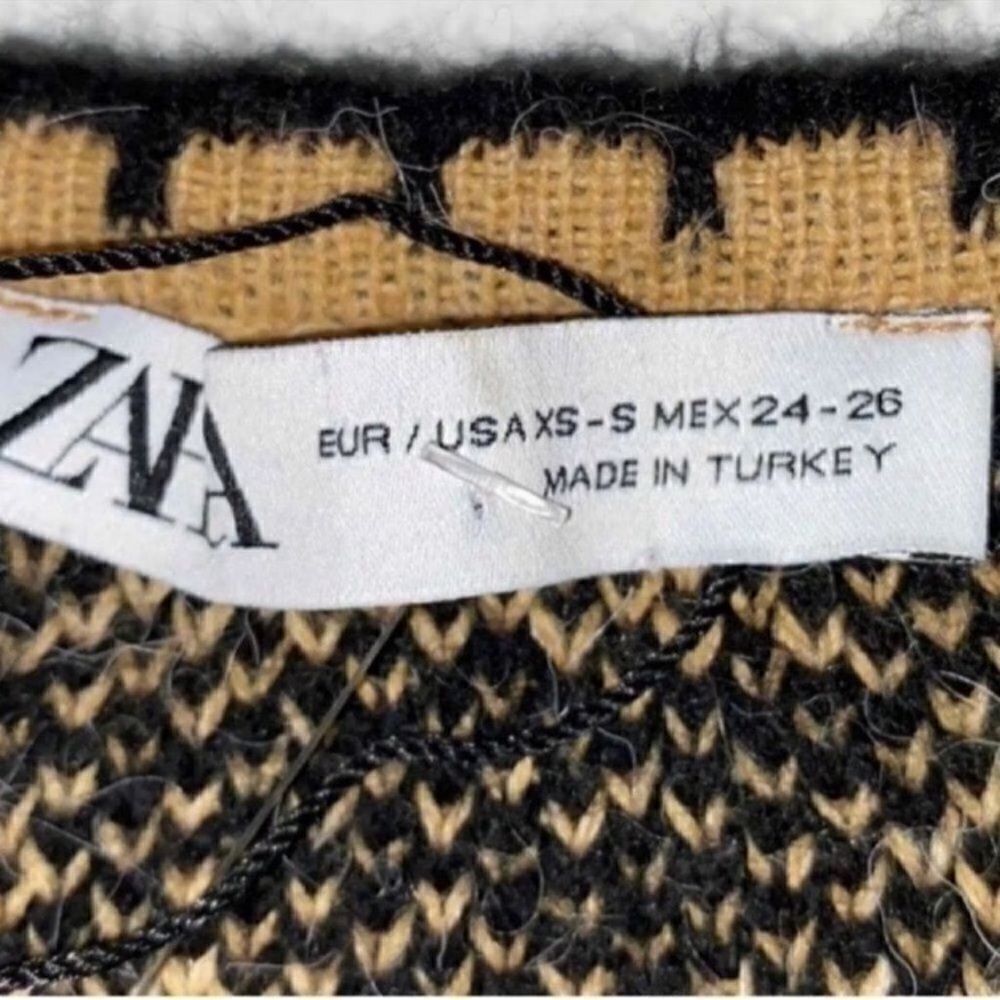 ZARA
EUR / USA XS-S MEX 24-26
MADE IN TURKEY